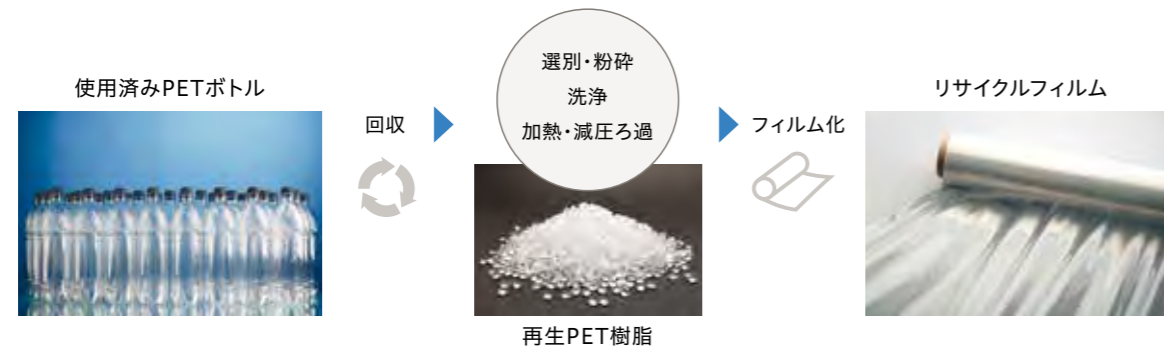 使用済みPETボトル
回収
選別・粉砕
洗浄
加熱・減圧ろ過
再生PET樹脂
フィルム化
リサイクルフィルム